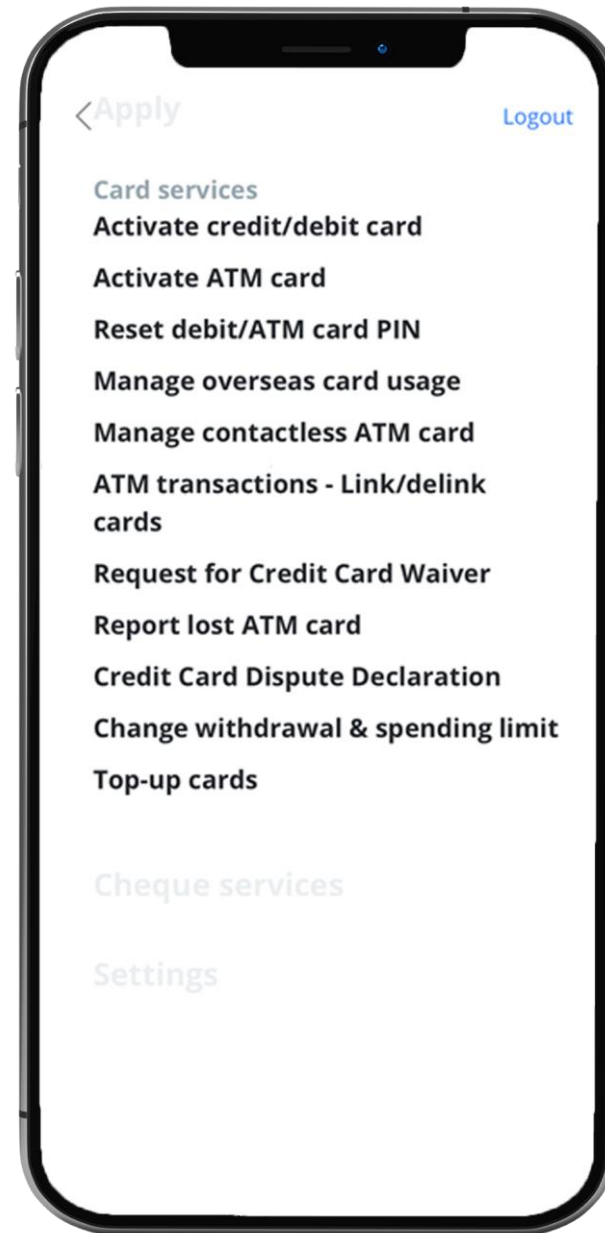 Apply
Logout
Card services
Activate credit/debit card
Activate ATM card
Reset debit/ATM card PIN
Manage overseas card usage
Manage contactless ATM card
ATM transactions - Link/delink
cards
Request for Credit Card Waiver
Report lost ATM card
Credit Card Dispute Declaration
Change withdrawal & spending limit
Top-up cards
Cheque services
Settings